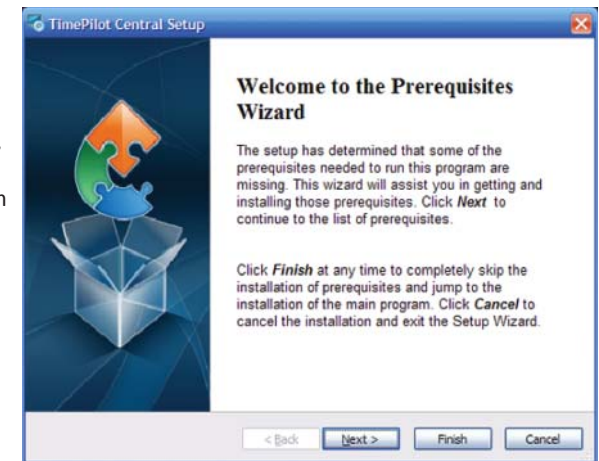 TimePilot Central Setup
Welcome to the Prerequisites
Wizard
The setup has determined that some of the
prerequisites needed to run this program are
missing. This wizard will assist you in getting and
installing those prerequisites. Click Next to
continue to the list of prerequisites.
Click Finish at any time to completely skip the
installation of prerequisites and jump to the
installation of the main program. Click Cancel to
cancel the installation and exit the Setup Wizard.
< Back Next > Finish Cancel